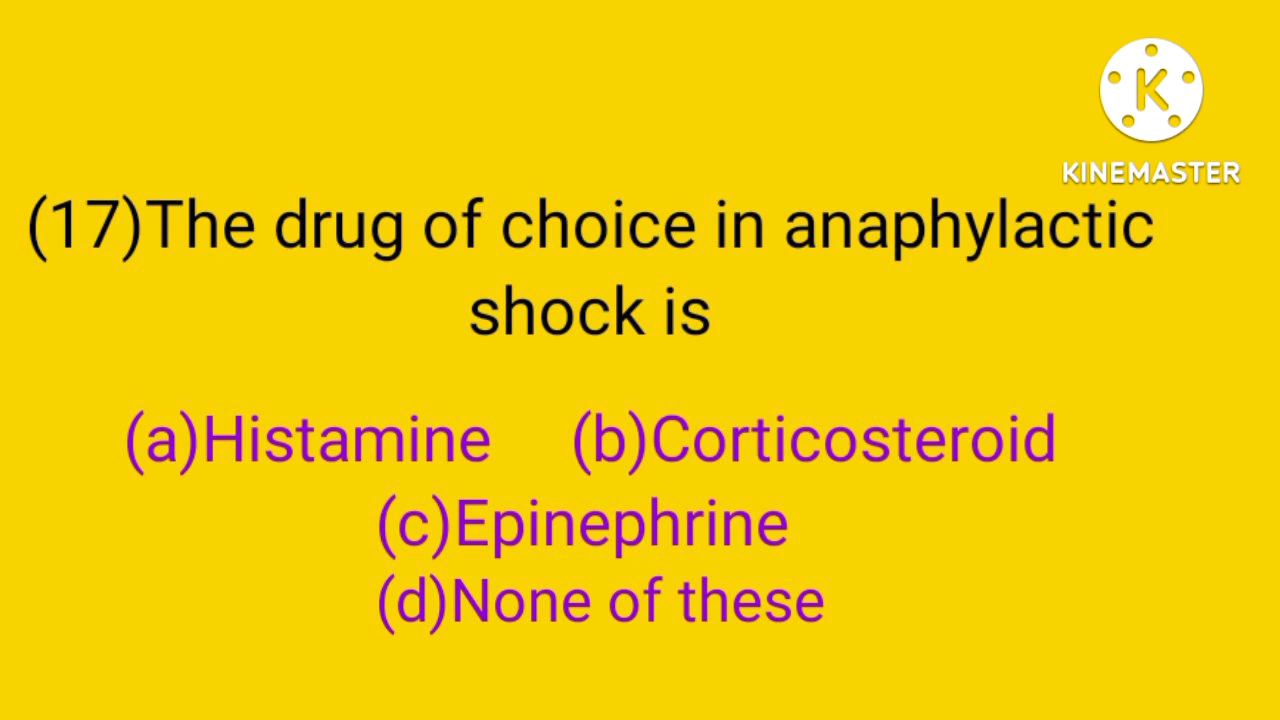 K
KINEMASTER
(17)The drug of choice in anaphylactic
shock is
(a)Histamine (b)Corticosteroid
(c)Epinephrine
(d)None of these